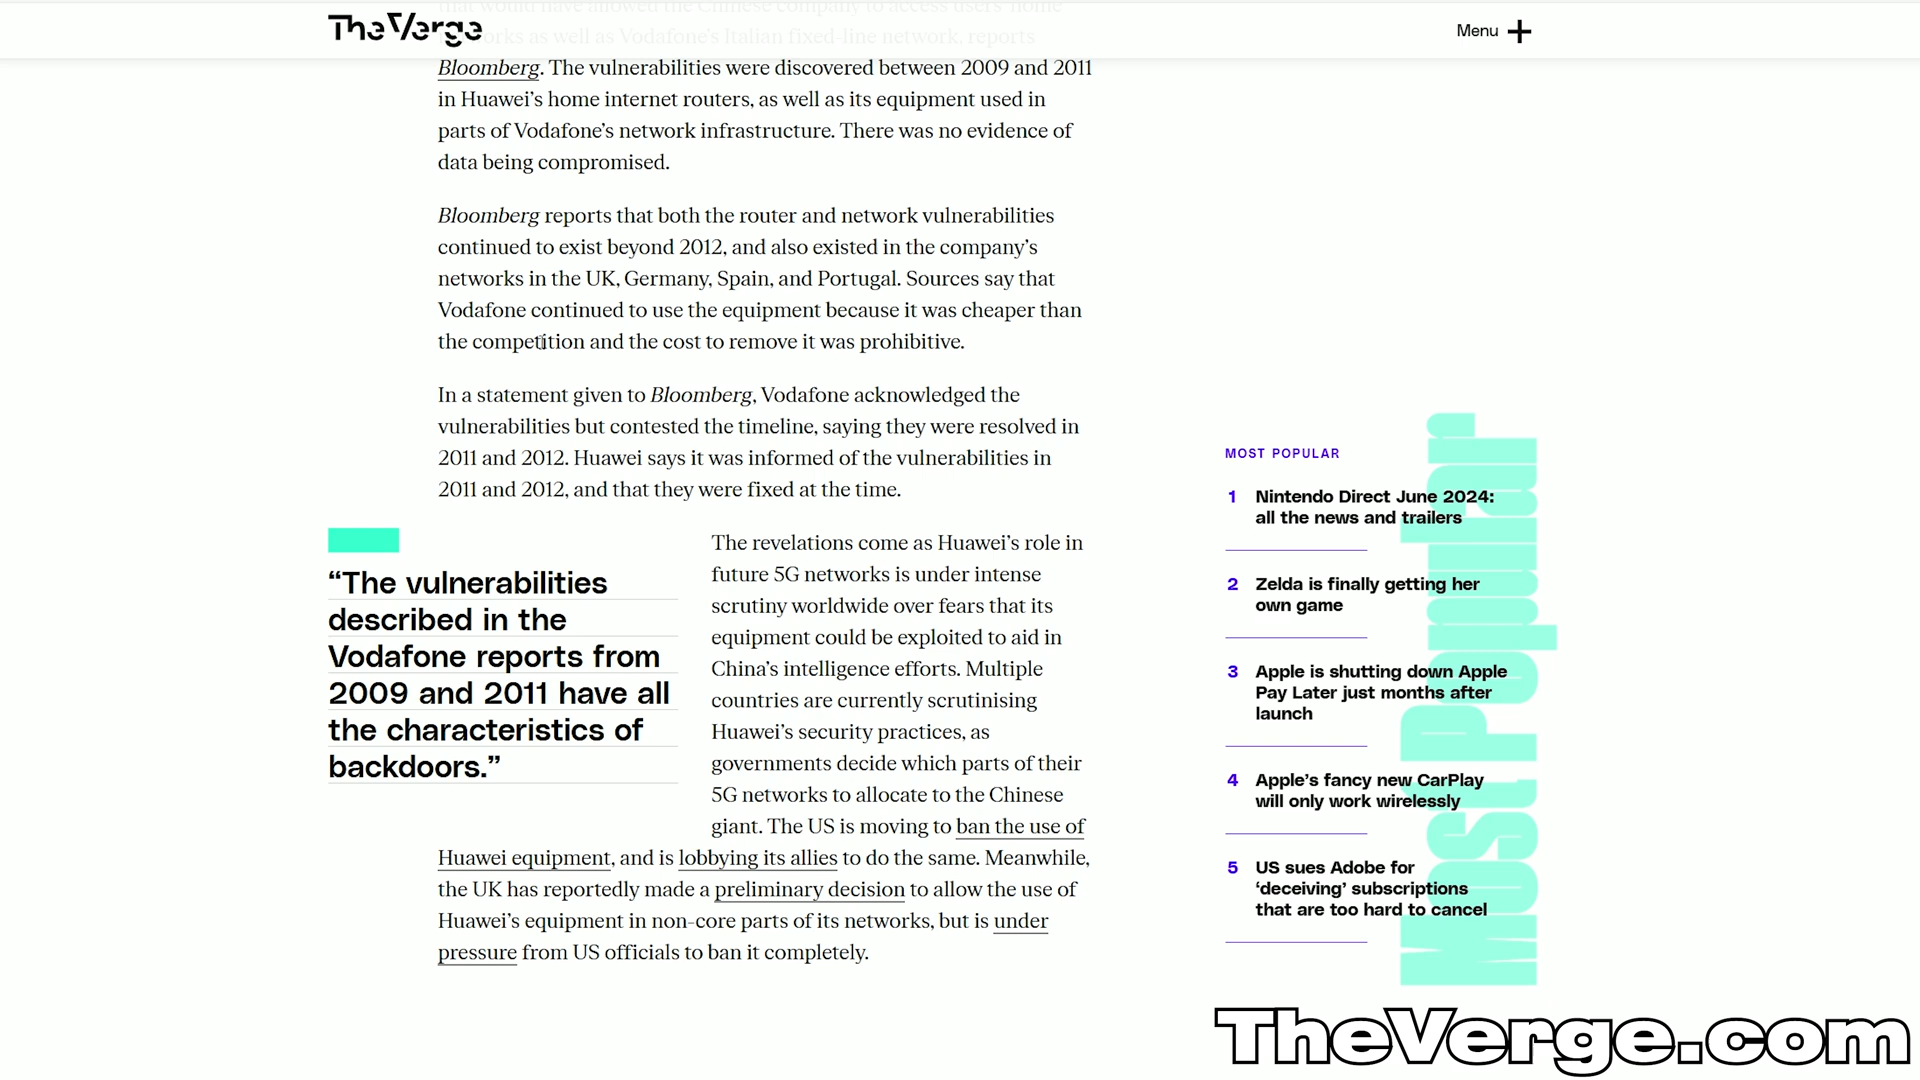 that would have allowed the Chinese company to access users' home
TheVerge
works as well as Vodafone's Italian fixed-line network, reports
Menu
Bloomberg. The vulnerabilities were discovered between 2009 and 2011
in Huawei’s home internet routers, as well as its equipment used in
parts of Vodafone’s network infrastructure. There was no evidence of
data being compromised.
Bloomberg reports that both the router and network vulnerabilities
continued to exist beyond 2012, and also existed in the company’s
networks in the UK, Germany, Spain, and Portugal. Sources say that
Vodafone continued to use the equipment because it was cheaper than
the competition and the cost to remove it was prohibitive.
In a statement given to Bloomberg, Vodafone acknowledged the
vulnerabilities but contested the timeline, saying they were resolved in
2011 and 2012. Huawei says it was informed of the vulnerabilities in
2011 and 2012, and that they were fixed at the time.
“The vulnerabilities
described in the
Vodafone reports from
2009 and 2011 have all
the characteristics of
backdoors.”
The revelations come as Huawei’s role in
future 5G networks is under intense
scrutiny worldwide over fears that its
equipment could be exploited to aid in
China’s intelligence efforts. Multiple
countries are currently scrutinising
Huawei’s security practices, as
governments decide which parts of their
5G networks to allocate to the Chinese
giant. The US is moving to ban the use of
Huawei equipment, and is lobbying its allies to do the same. Meanwhile,
the UK has reportedly made a preliminary decision to allow the use of
Huawei’s equipment in non-core parts of its networks, but is under
pressure from US officials to ban it completely.
MOST POPULAR
Most Popular
1 Nintendo Direct June 2024:
all the news and trailers
2 Zelda is finally getting her
own game
3 Apple is shutting down Apple
Pay Later just months after
launch
4 Apple’s fancy new CarPlay
will only work wirelessly
5 US sues Adobe for
‘deceiving’ subscriptions
that are too hard to cancel
TheVerge.com